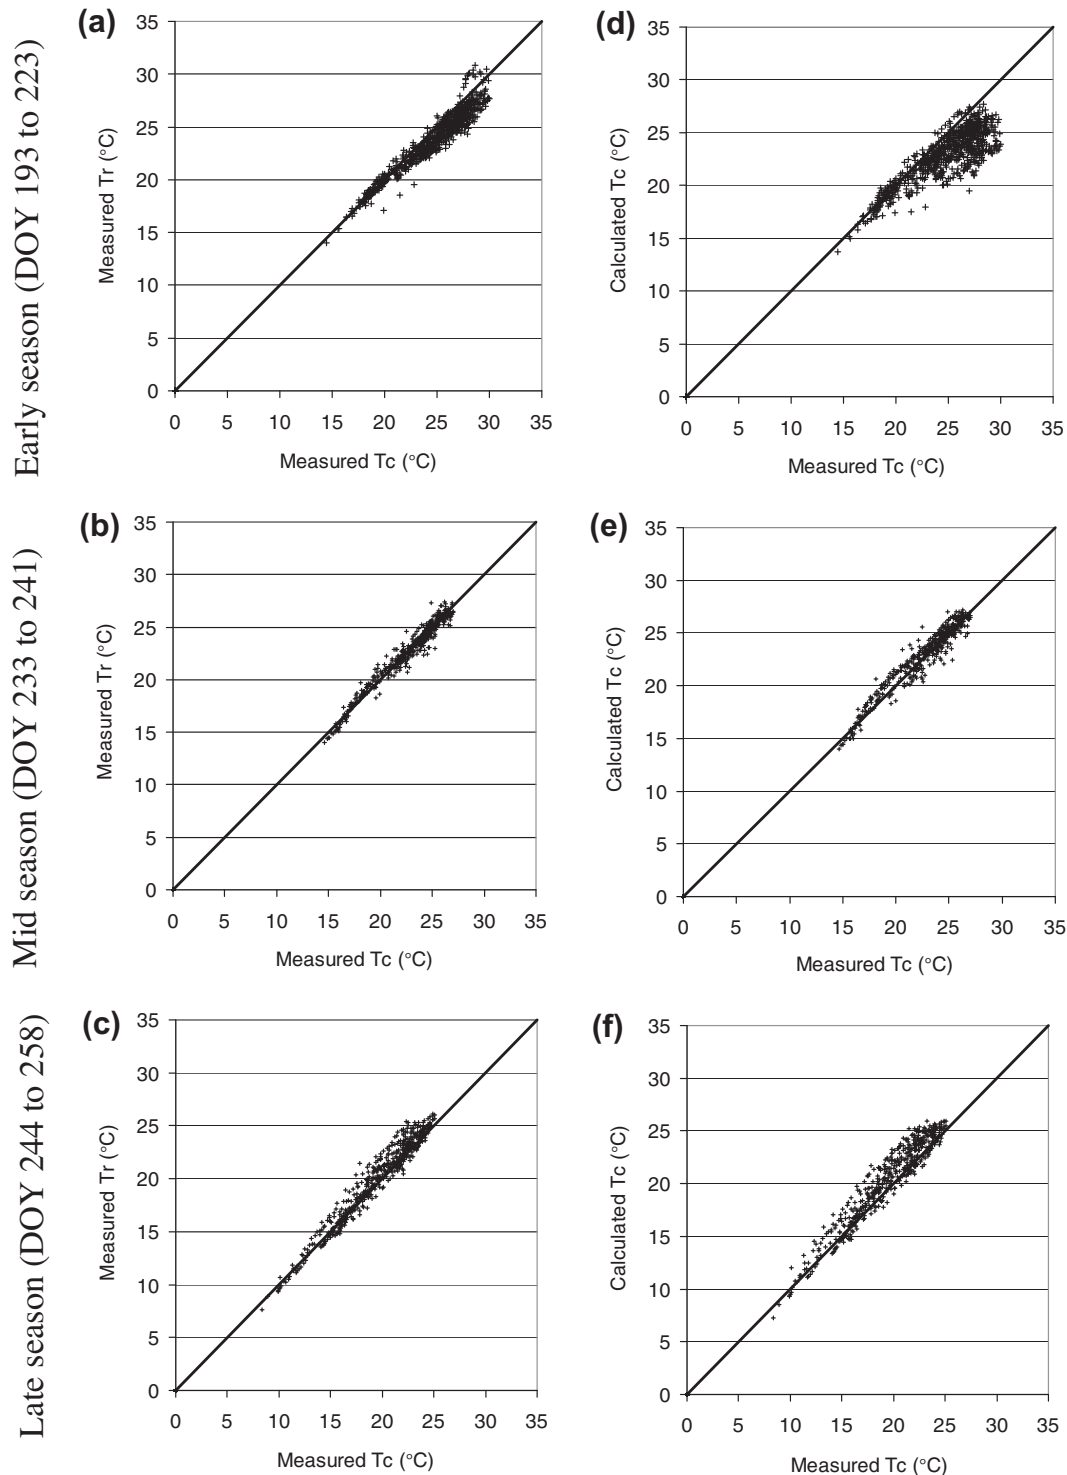 Early season (DOY 193 to 223)
(a)
Measured Tr (°C)
35
30
25
20
15
10
5
0
0 5 10 15 20 25 30 35
Measured Tc (°C)
(d)
Calculated Tc (°C)
35
30
25
20
15
10
5
0
0 5 10 15 20 25 30 35
Measured Tc (°C)
Mid season (DOY 233 to 241)
(b)
Measured Tr (°C)
35
30
25
20
15
10
5
0
0 5 10 15 20 25 30 35
Measured Tc (°C)
(e)
Calculated Tc (°C)
35
30
25
20
15
10
5
0
0 5 10 15 20 25 30 35
Measured Tc (°C)
Late season (DOY 244 to 258)
(c)
Measured Tr (°C)
35
30
25
20
15
10
5
0
0 5 10 15 20 25 30 35
Measured Tc (°C)
(f)
Calculated Tc (°C)
35
30
25
20
15
10
5
0
0 5 10 15 20 25 30 35
Measured Tc (°C)